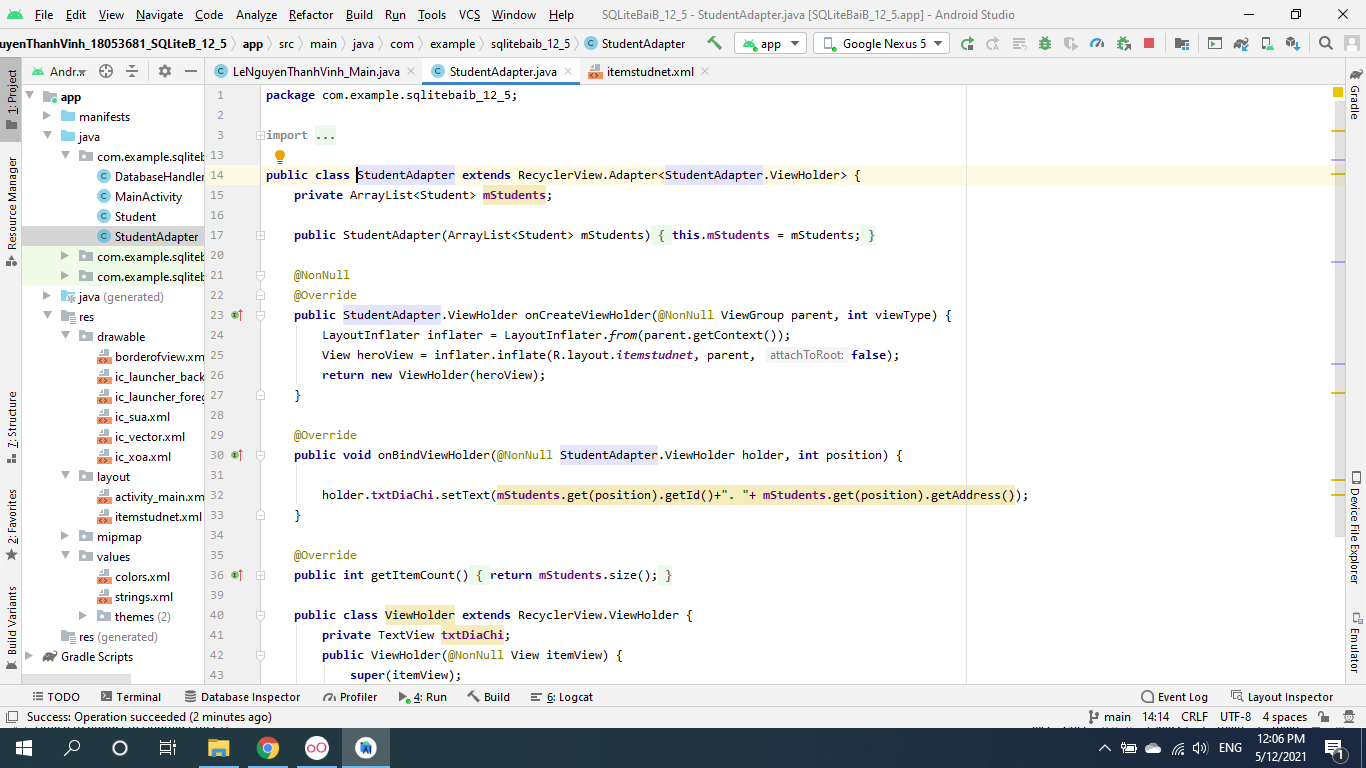 File Edit View Navigate Code Analyze Refactor Build Run Tools VCS Window Help SQLiteBaiB_12_5 - StudentAdapter.java [SQLiteBaiB_12_5.app] - Android Studio
uyenThanhVinh_18053681_SQLiteB_12_5 app src main java com example sqlitebaib_12_5 StudentAdapter app Google Nexus 5
Andr... LeNguyenThanhVinh_Main.java StudentAdapter.java itemstudnet.xml
1: Project
Resource Manager
7: Structure
2: Favorites
Build Variants
app
manifests
java
com.example.sqliteb
DatabaseHandler
MainActivity
Student
StudentAdapter
com.example.sqliteb
com.example.sqliteb
java (generated)
res
drawable
borderofview.xm
ic_launcher_back
ic_launcher_foreg
ic_sua.xml
ic_vector.xml
ic_xoa.xml
layout
activity_main.xm
itemstudnet.xml
mipmap
values
colors.xml
strings.xml
themes (2)
res (generated)
Gradle Scripts
1 package com.example.sqlitebaib_12_5;
2
3 import ...
13
14 public class StudentAdapter extends RecyclerView.Adapter<StudentAdapter.ViewHolder> {
15 private ArrayList<Student> mStudents;
16
17 public StudentAdapter(ArrayList<Student> mStudents) { this.mStudents = mStudents; }
20
21 @NonNull
22 @Override
23 public StudentAdapter.ViewHolder onCreateViewHolder(@NonNull ViewGroup parent, int viewType) {
24 LayoutInflater inflater = LayoutInflater.from(parent.getContext());
25 View heroView = inflater.inflate(R.layout.itemstudnet, parent, attachToRoot: false);
26 return new ViewHolder(heroView);
27 }
28
29 @Override
30 public void onBindViewHolder(@NonNull StudentAdapter.ViewHolder holder, int position) {
31
32 holder.txtDiaChi.setText(mStudents.get(position).getId()+". "+ mStudents.get(position).getAddress());
33 }
34
35 @Override
36 public int getItemCount() { return mStudents.size(); }
39
40 public class ViewHolder extends RecyclerView.ViewHolder {
41 private TextView txtDiaChi;
42 public ViewHolder(@NonNull View itemView) {
43 super(itemView);
Gradle
Device File Explorer
Emulator
TODO Terminal Database Inspector Profiler 4: Run Build 6: Logcat Event Log Layout Inspector
Success: Operation succeeded (2 minutes ago) main 14:14 CRLF UTF-8 4 spaces
ENG 12:06 PM
5/12/2021 1